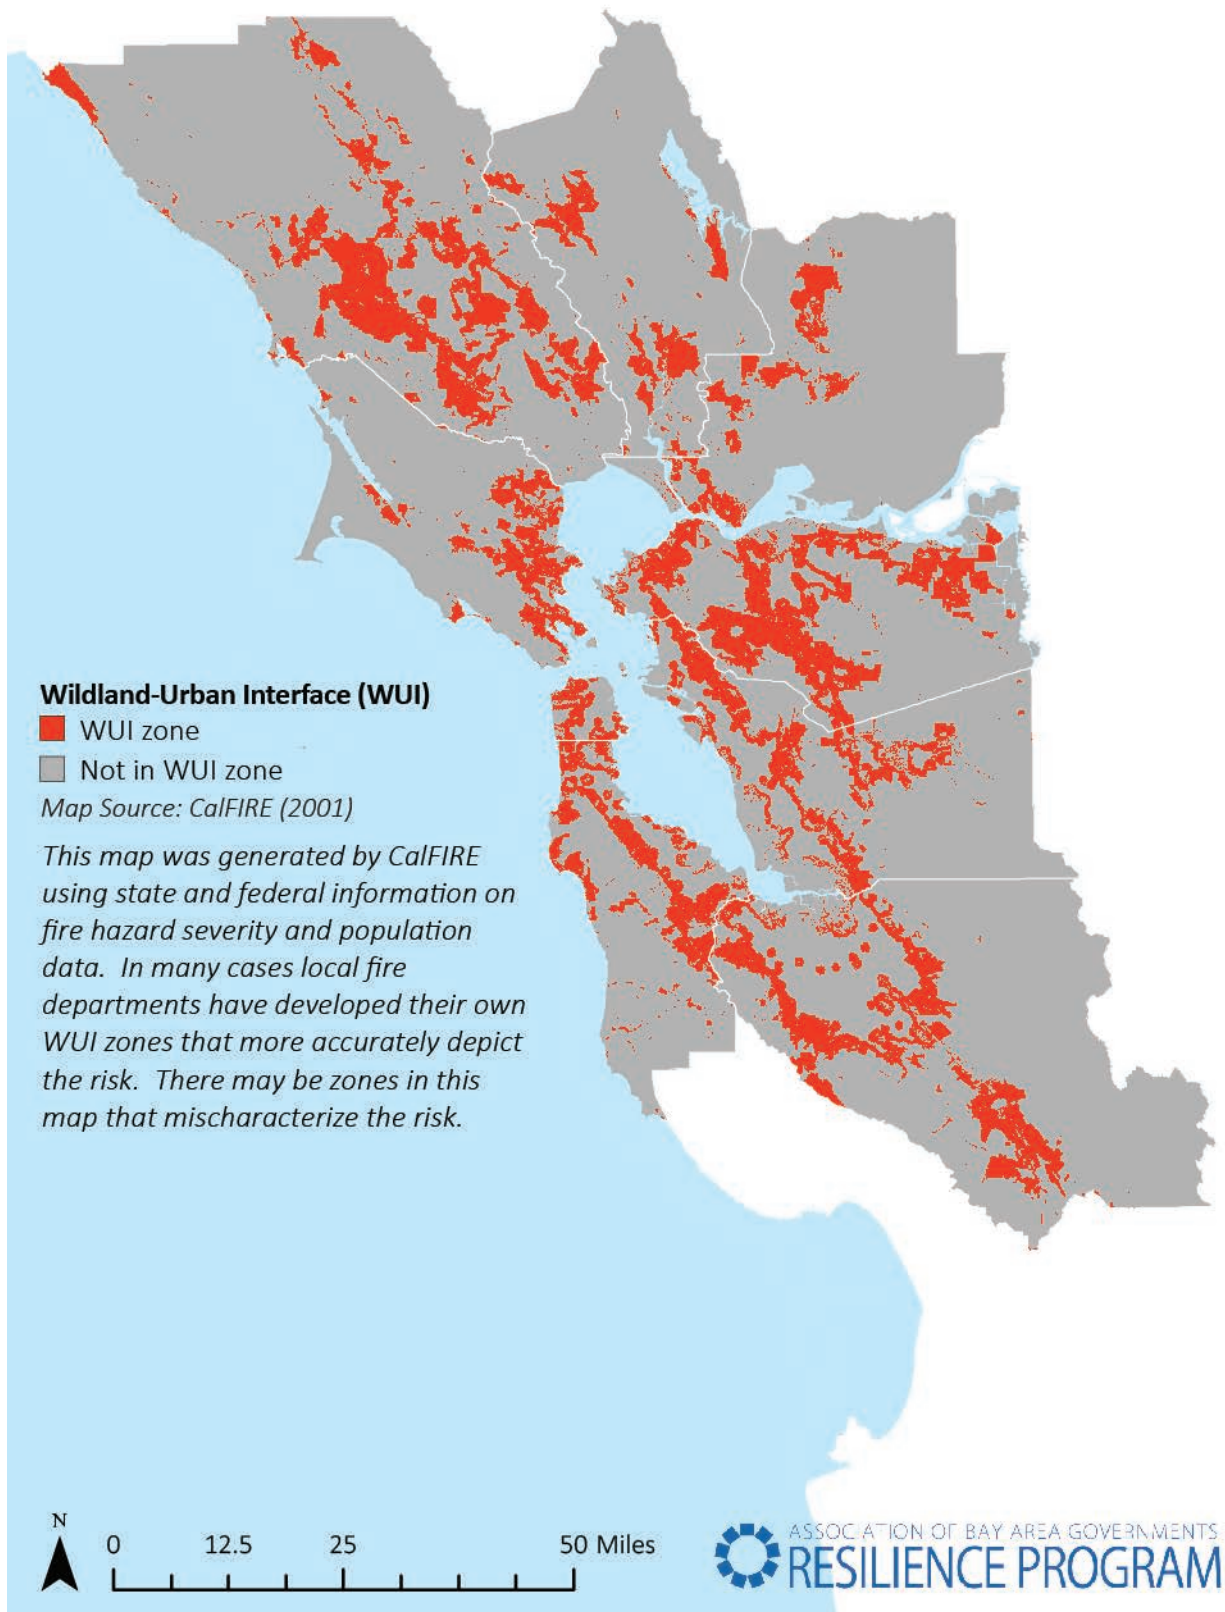 Wildland-Urban Interface (WUI)
WUI zone
Not in WUI zone
Map Source: CalFIRE (2001)
This map was generated by CalFIRE
using state and federal information on
fire hazard severity and population
data. In many cases local fire
departments have developed their own
WUI zones that more accurately depict
the risk. There may be zones in this
map that mischaracterize the risk.
N
0 12.5 25 50 Miles
ASSOCIATION OF BAY AREA GOVERNMENTS
RESILIENCE PROGRAM